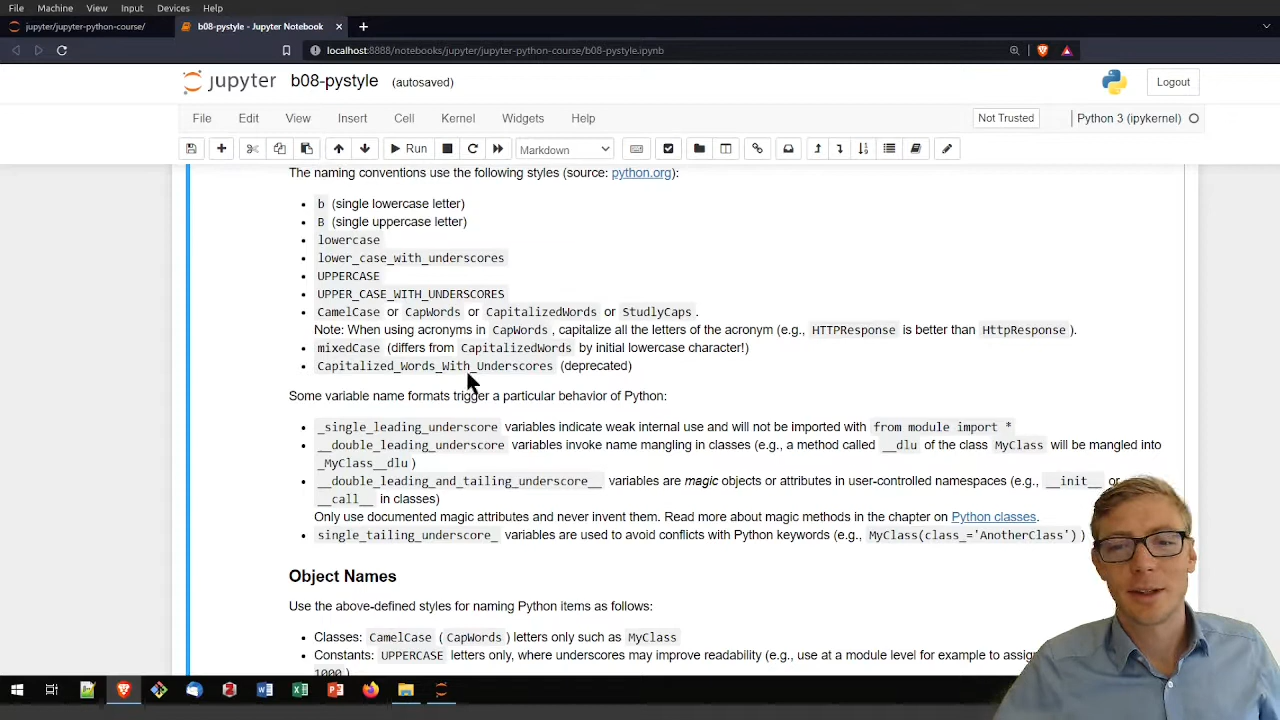 File Machine View Input Devices Help
jupyter/jupyter-python-course/ b08-pystyle - Jupyter Notebook
localhost:8888/notebooks/jupyter/jupyter-python-course/b08-pystyle.ipynb
jupyter b08-pystyle (autosaved) Logout
File Edit View Insert Cell Kernel Widgets Help Not Trusted Python 3 (ipykernel)
Run Markdown
The naming conventions use the following styles (source: python.org):
b (single lowercase letter)
B (single uppercase letter)
lowercase
lower_case_with_underscores
UPPERCASE
UPPER_CASE_WITH_UNDERSCORES
CamelCase or CapWords or CapitalizedWords or StudlyCaps.
Note: When using acronyms in CapWords, capitalize all the letters of the acronym (e.g., HTTPResponse is better than HttpResponse).
mixedCase (differs from CapitalizedWords by initial lowercase character!)
Capitalized_Words_With_Underscores (deprecated)
Some variable name formats trigger a particular behavior of Python:
_single_leading_underscore variables indicate weak internal use and will not be imported with from module import *
__double_leading_underscore variables invoke name mangling in classes (e.g., a method called __dlu of the class MyClass will be mangled into
_MyClass__dlu)
__double_leading_and_tailing_underscore__ variables are magic objects or attributes in user-controlled namespaces (e.g., __init__ or
__call__ in classes)
Only use documented magic attributes and never invent them. Read more about magic methods in the chapter on Python classes.
single_tailing_underscore_ variables are used to avoid conflicts with Python keywords (e.g., MyClass(class_='AnotherClass'))
Object Names
Use the above-defined styles for naming Python items as follows:
Classes: CamelCase (CapWords) letters only such as MyClass
Constants: UPPERCASE letters only, where underscores may improve readability (e.g., use at a module level for example to
1000)